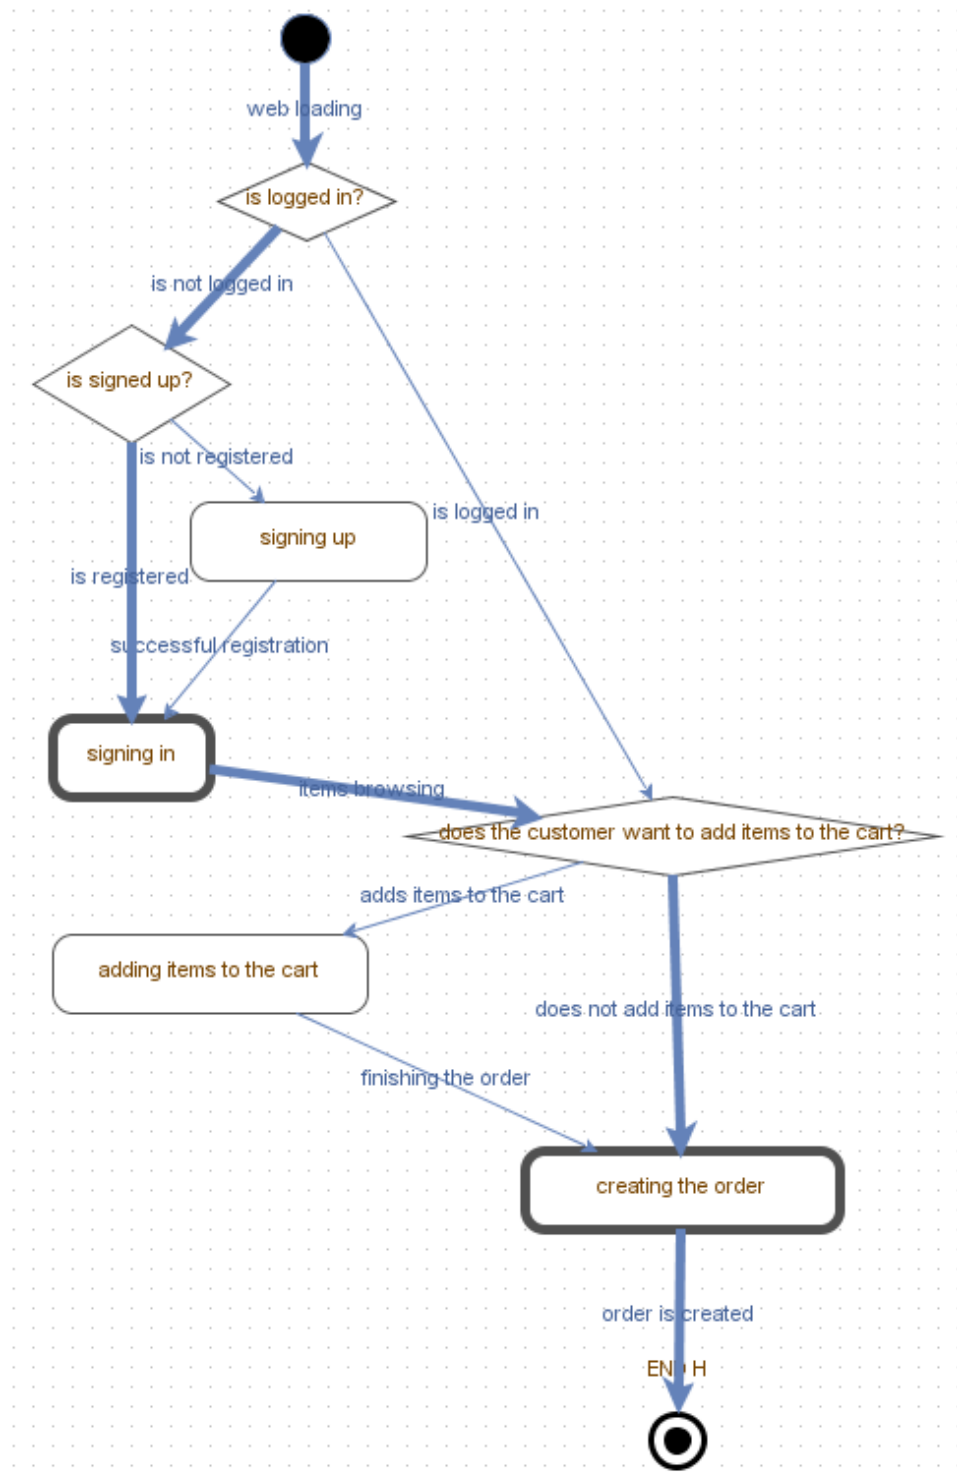 web loading
is logged in?
is not logged in
is signed up?
is not registered
signing up
is logged in
is registered
successful registration
signing in
items browsing
does the customer want to add items to the cart?
adds items to the cart
adding items to the cart
does not add items to the cart
finishing the order
creating the order
order is created
END H